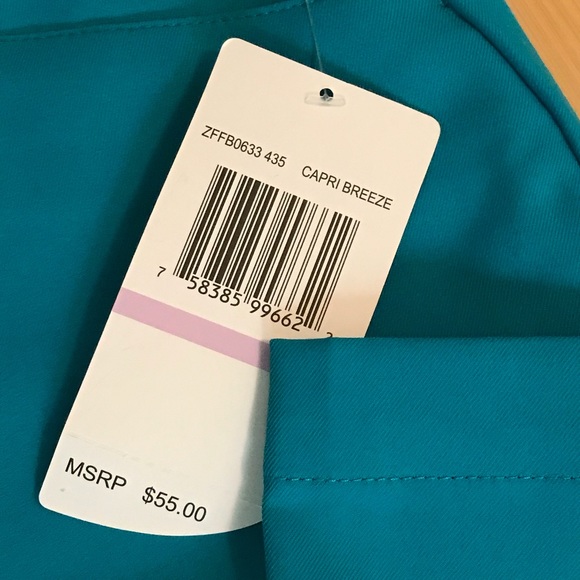 ZFFB0633 435 CAPRI BREEZE
7 58385 99662
MSRP $55.00